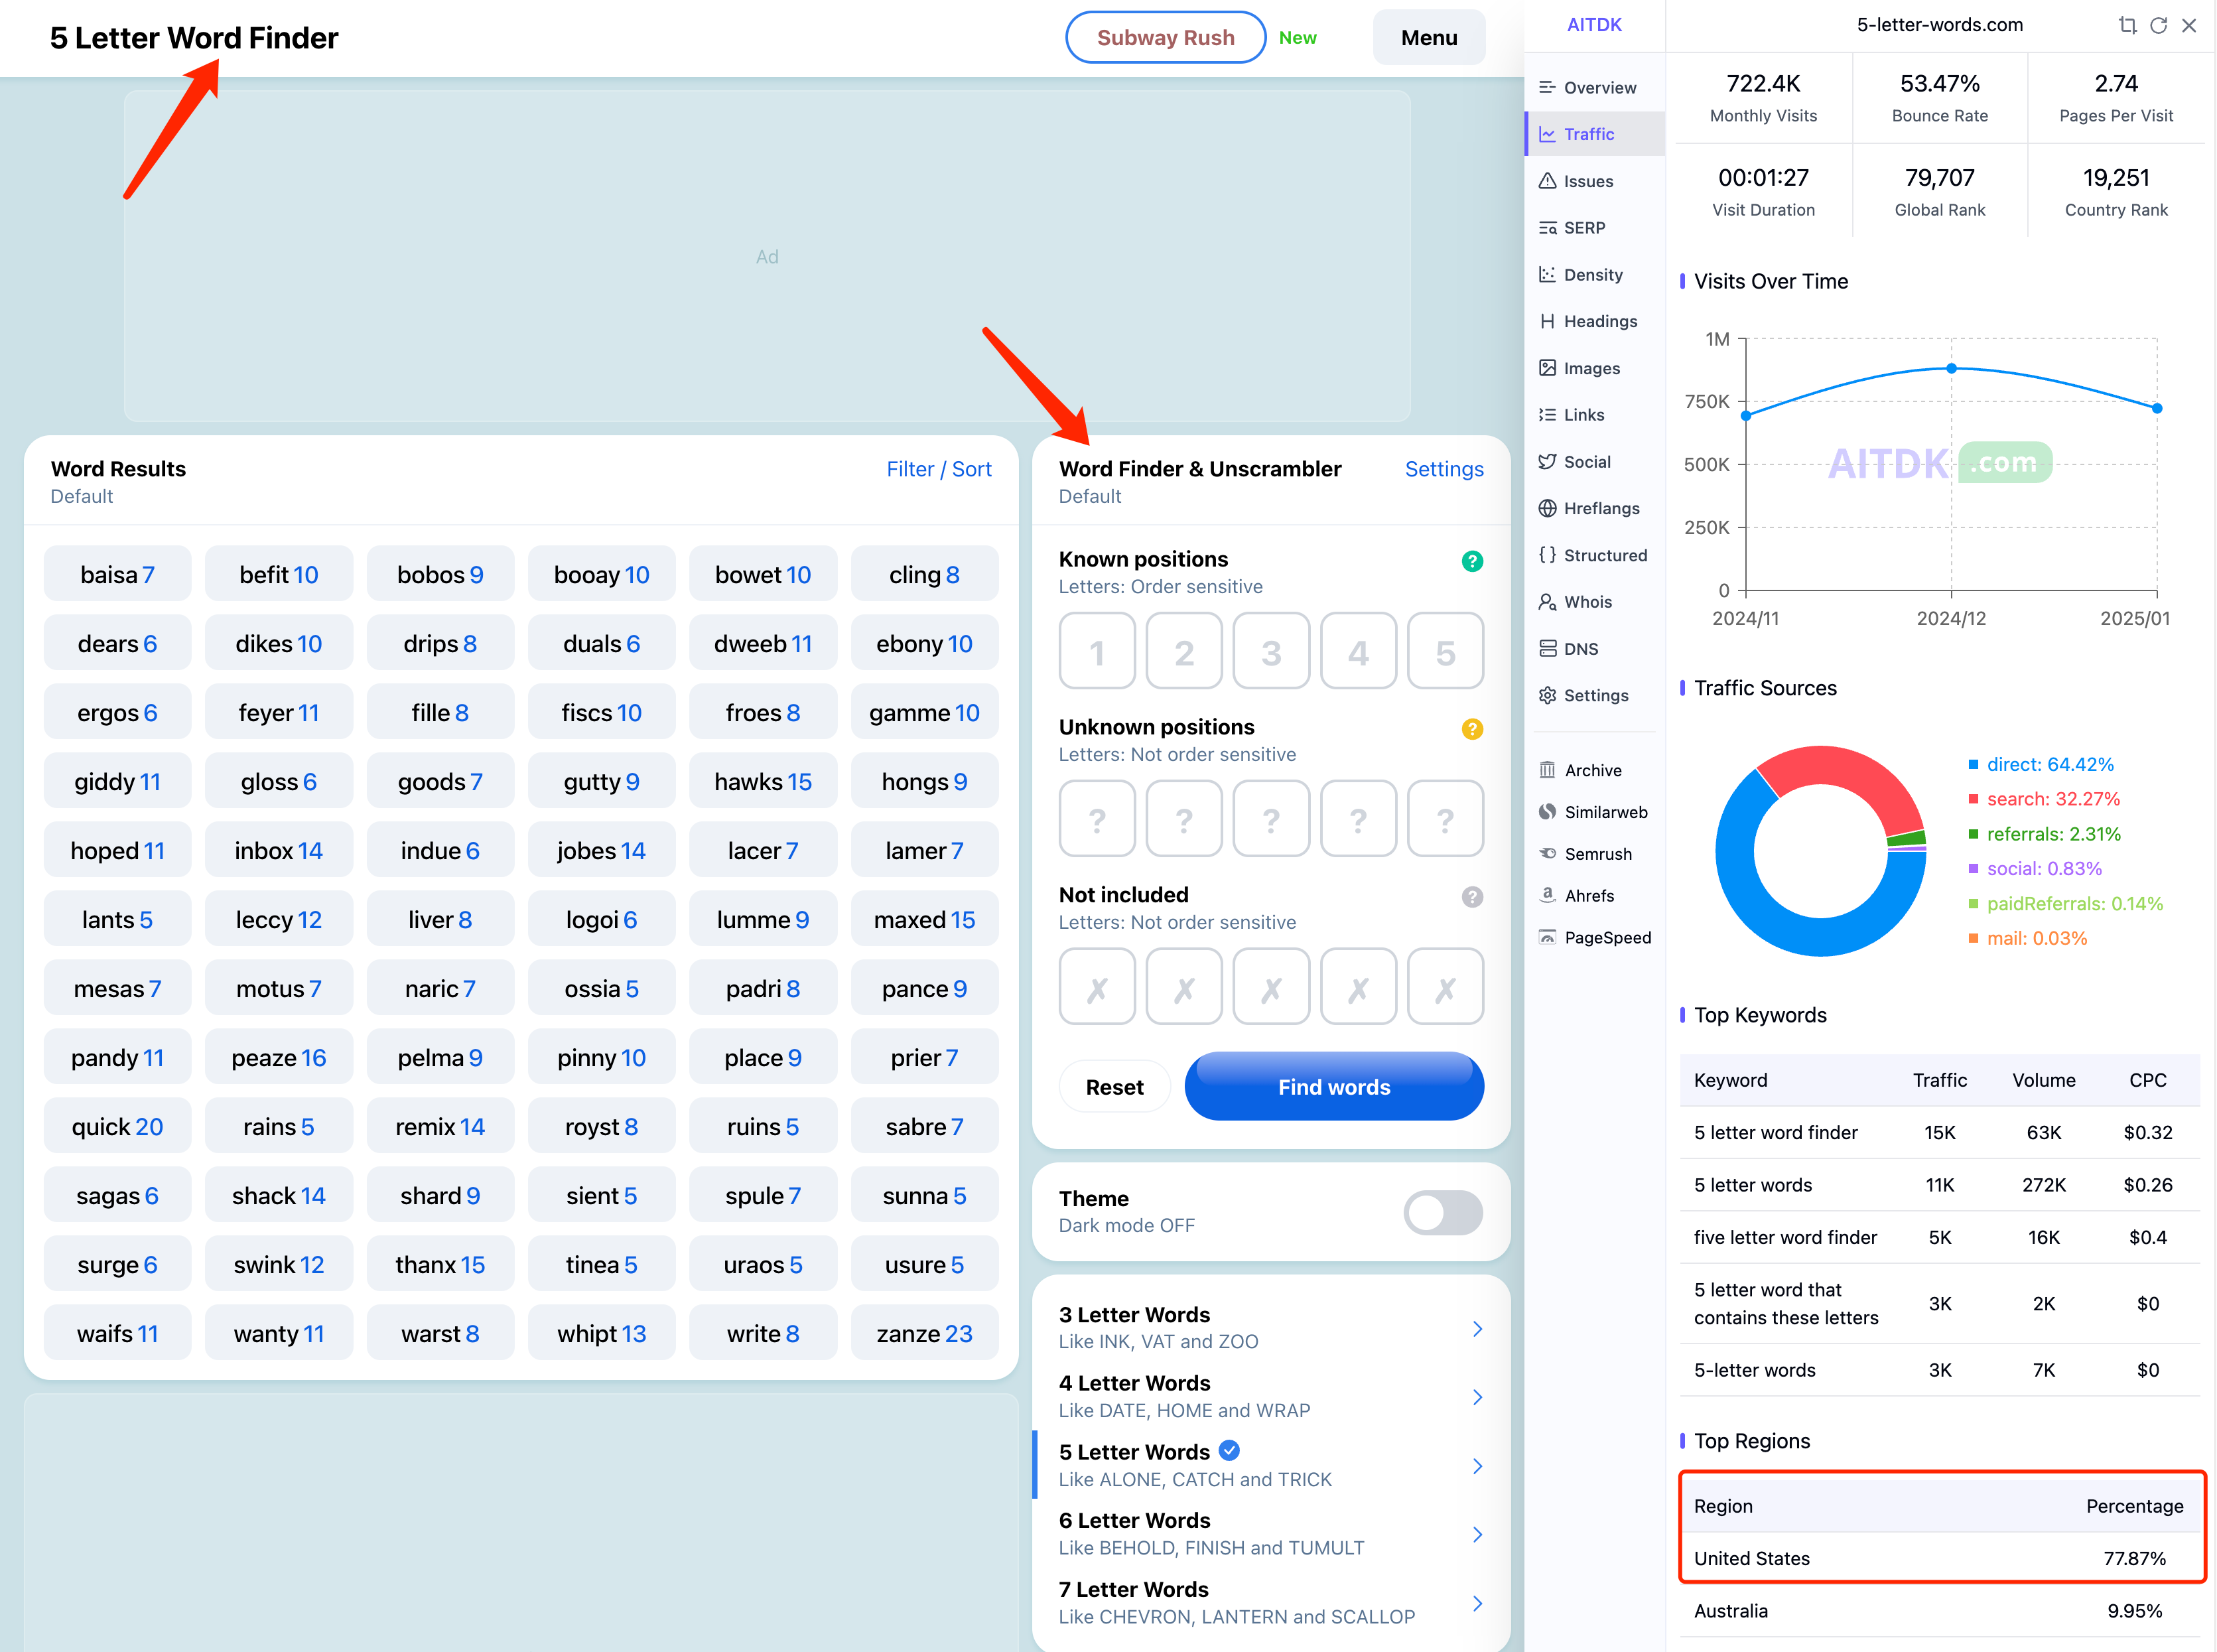 5 Letter Word Finder
Subway Rush
New
Menu
Ad
Word Results
Filter / Sort
Default
baisa 7
befit 10
bobos 9
booay 10
bowet 10
cling 8
dears 6
dikes 10
drips 8
duals 6
dweeb 11
ebony 10
ergos 6
feyer 11
fille 8
fiscs 10
froes 8
gamme 10
giddy 11
gloss 6
goods 7
gutty 9
hawks 15
hongs 9
hoped 11
inbox 14
indue 6
jobes 14
lacer 7
lamer 7
lants 5
leccy 12
liver 8
logoi 6
lumme 9
maxed 15
mesas 7
motus 7
naric 7
ossia 5
padri 8
pance 9
pandy 11
peaze 16
pelma 9
pinny 10
place 9
prier 7
quick 20
rains 5
remix 14
royst 8
ruins 5
sabre 7
sagas 6
shack 14
shard 9
sient 5
spule 7
sunna 5
surge 6
swink 12
thanx 15
tinea 5
uraos 5
usure 5
waifs 11
wanty 11
warst 8
whipt 13
write 8
zanze 23
Word Finder & Unscrambler
Settings
Default
Known positions
?
Letters: Order sensitive
1 2 3 4 5
Unknown positions
?
Letters: Not order sensitive
? ? ? ? ?
Not included
?
Letters: Not order sensitive
✗ ✗ ✗ ✗ ✗
Reset
Find words
Theme
Dark mode OFF
3 Letter Words
Like INK, VAT and ZOO
4 Letter Words
Like DATE, HOME and WRAP
5 Letter Words
Like ALONE, CATCH and TRICK
6 Letter Words
Like BEHOLD, FINISH and TUMULT
7 Letter Words
Like CHEVRON, LANTERN and SCALLOP
AITDK
Overview
Traffic
Issues
SERP
Density
Headings
Images
Links
Social
Hreflangs
Structured
Whois
DNS
Settings
Archive
Similarweb
Semrush
Ahrefs
PageSpeed
5-letter-words.com
722.4K
Monthly Visits
53.47%
Bounce Rate
2.74
Pages Per Visit
00:01:27
Visit Duration
79,707
Global Rank
19,251
Country Rank
Visits Over Time
1M
750K
500K
250K
0
2024/11
2024/12
2025/01
AITDK .com
Traffic Sources
direct: 64.42%
search: 32.27%
referrals: 2.31%
social: 0.83%
paidReferrals: 0.14%
mail: 0.03%
Top Keywords
Keyword Traffic Volume CPC
5 letter word finder 15K 63K $0.32
5 letter words 11K 272K $0.26
five letter word finder 5K 16K $0.4
5 letter word that
contains these letters 3K 2K $0
5-letter words 3K 7K $0
Top Regions
Region Percentage
United States 77.87%
Australia 9.95%